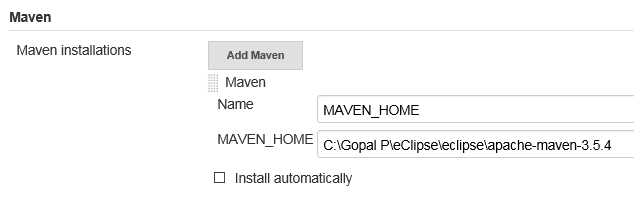 Maven
Maven installations
Add Maven
Maven
Name
MAVEN_HOME
MAVEN_HOME
C:\Gopal P\eClipse\eclipse\apache-maven-3.5.4
Install automatically